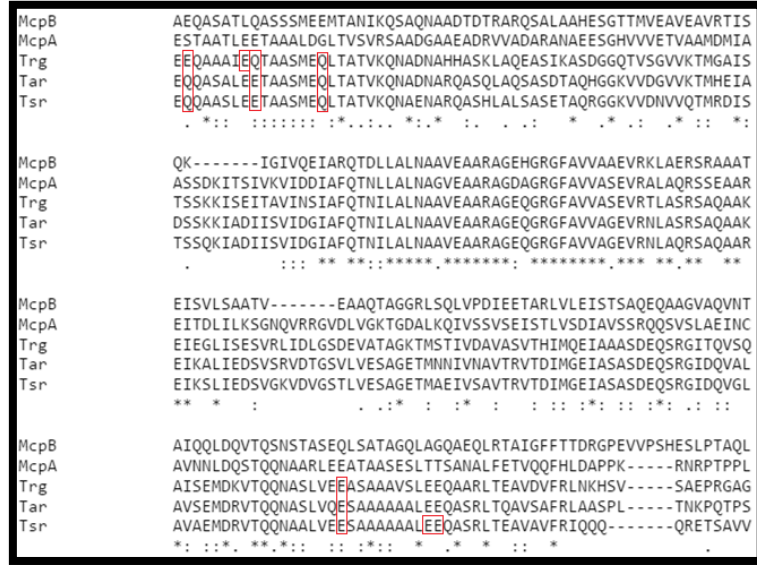 McpB AEQASATLQASSSMEEMTANIKQSAQNAADTDTRARQSALAAHESGTTMVEAVEAVRTIS
McpA ESTAATLEETAAALDGLTVSVRSAADGAAEADRVVADARANAEESGHVVVETVAAMDMIA
Trg EEQAAAIEQTAASMEQLTATVKQNADNAHHASKLAQEASIKASDGGQTVSGVVKTMGAIS
Tar EQQASALEETAASMEQLTATVKQNADNARQASQLAQSASDTAQHGGKVVDGVVKTMHEIA
Tsr EQQAASLEETAASMEQLTATVKQNAENARQASHLALSASETAQRGGKVVDNVVQTMRDIS
. *:: :::::::: :*..:.. *:.* :. . .: * .* .: .* :: *:
McpB QK-------IGIVQEIARQTDLLALNAAVEAARAGEHGRGFAVVAAEVRKLAERSRAAAT
McpA ASSDKITSIVKVIDDIAFQTNLLALNAGVEAARAGDAGRGFAVVASEVRALAQRSSEAAR
Trg TSSKKISEITAVINSIAFQTNILALNAAVEAARAGEQGRGFAVVASEVRTLASRSAQAAK
Tar DSSKKIADIISVIDGIAFQTNILALNAAVEAARAGEQGRGFAVVAGEVRNLASRSAQAAK
Tsr TSSQKIADIISVIDGIAFQTNILALNAAVEAARAGEQGRGFAVVAGEVRNLAQRSAQAAR
. ::: ** **::*****.*******: ********.*** **.** **
McpB EISVLSAATV-------EAAQTAGGRLSQLVPDIEETARLVLEISTSAQEQAAGVAQVNT
McpA EITDLILKSGNQVRRGVDLVGKTGDALKQIVSSVSEISTLVSDIAVSSRQQSVSLAEINC
Trg EIEGLISESVRLIDLGSDEVATAGKTMSTIVDAVASVTHIMQEIAAASDEQSRGITQVSQ
Tar EIKALIEDSVSRVDTGSVLVESAGETMNNIVNAVTRVTDIMGEIASASDEQSRGIDQVAL
Tsr EIKSLIEDSVGKVDVGSTLVESAGETMAEIVSAVTRVTDIMGEIASASDEQSRGIDQVGL
** * : . .:* : :* : : :: :*: :: .: ::
McpB AIQQLDQVTQSNSTASEQLSATAGQLAGQAEQLRTAIGFFTTDRGPEVVPSHESLPTAQL
McpA AVNNLDQSTQQNAARLEEATAASESLTTSANALFETVQQFHLDAPPK-----RNRPTPPL
Trg AISEMDKVTQQNASLVEEASAAAVSLEEQAARLTEAVDVFRLNKHSV-----SAEPRGAG
Tar AVSEMDRVTQQNASLVQESAAAAAALEEQASRLTQAVSAFRLAASPL-----TNKPQTPS
Tsr AVAEMDRVTQQNAALVEESAAAAAALEEQASRLTEAVAVFRIQQQ-------QRETSAVV
*: ::*. **.*:: :: :*:: .* .* * :: * .